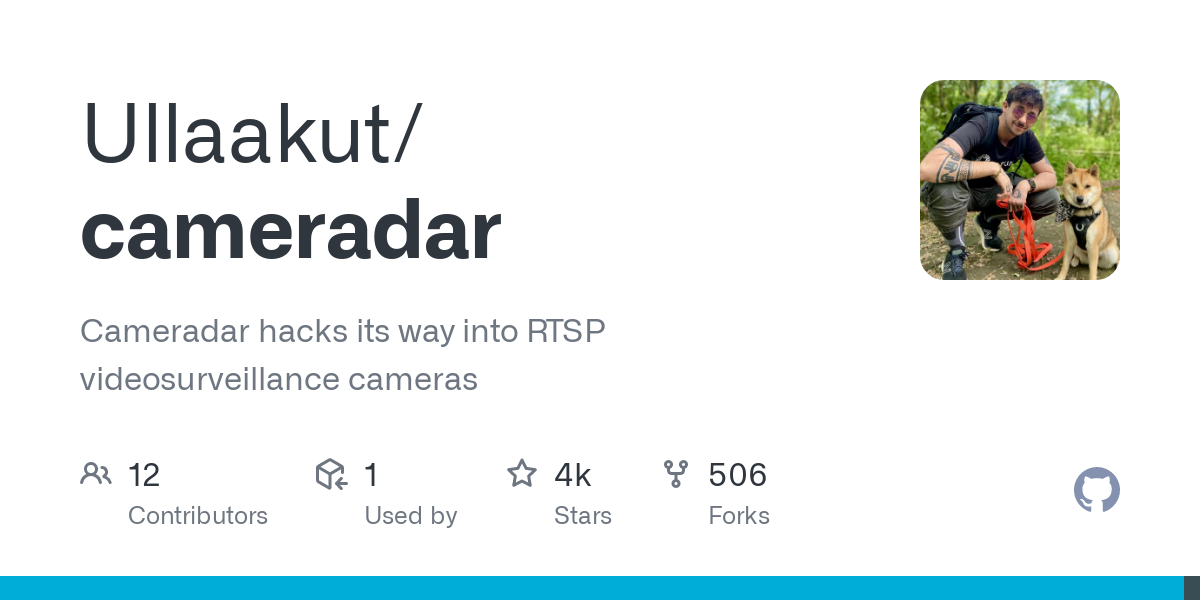 Ullaakut/
cameradar
Cameradar hacks its way into RTSP
videosurveillance cameras
12
Contributors
1
Used by
4k
Stars
506
Forks